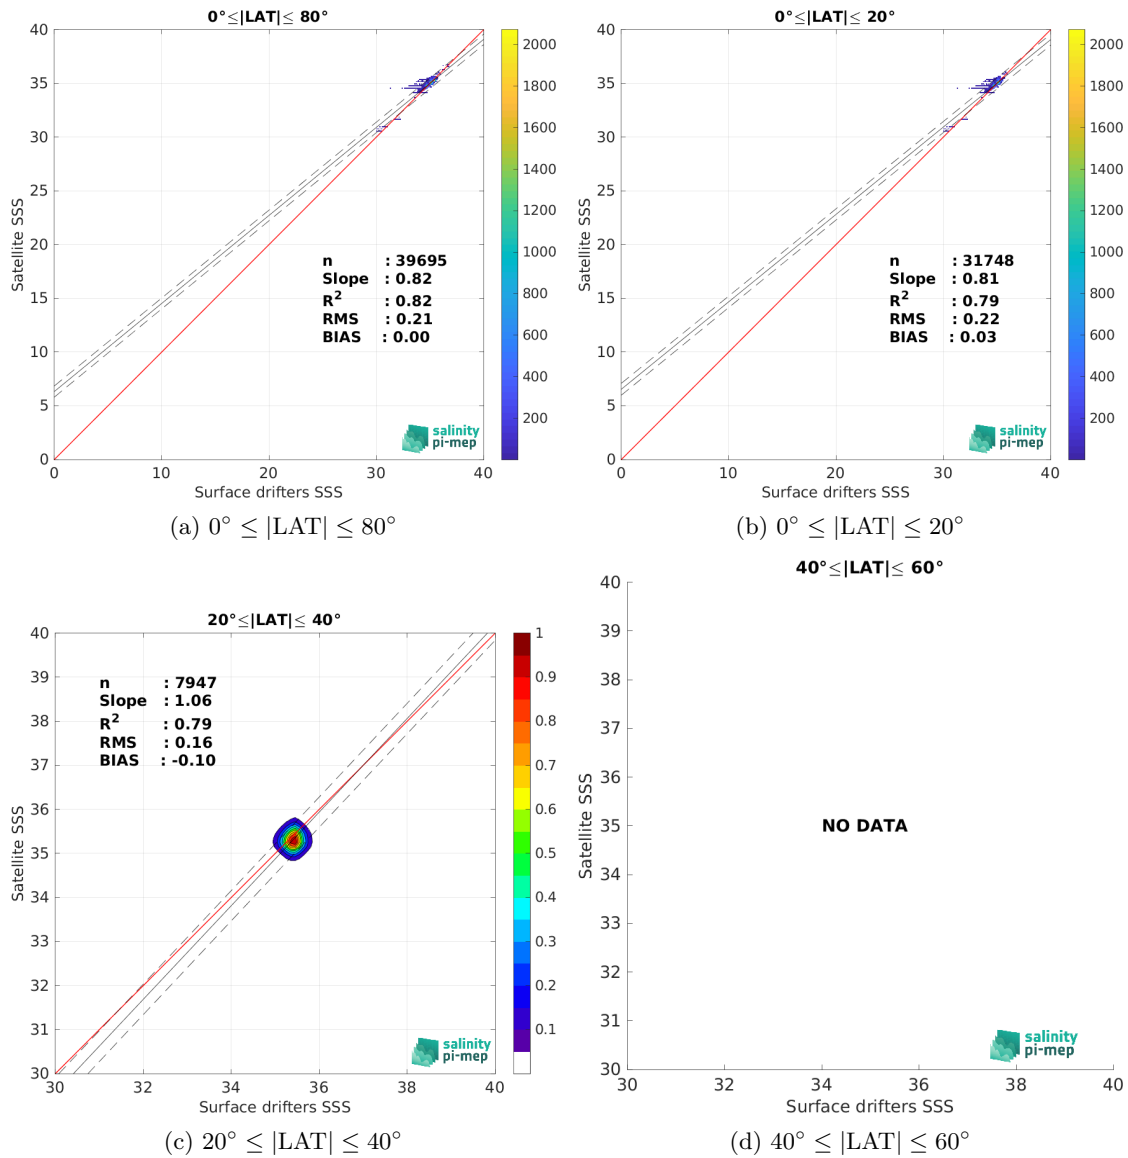 0°≤|LAT|≤ 80°
40
35
30
25
20
15
10
5
0
Satellite SSS
n : 39695
Slope : 0.82
R² : 0.82
RMS : 0.21
BIAS : 0.00
salinity
pi-mep
0 10 20 30 40
Surface drifters SSS
2000
1800
1600
1400
1200
1000
800
600
400
200
(a) 0° ≤ |LAT| ≤ 80°
0°≤|LAT|≤ 20°
40
35
30
25
20
15
10
5
0
Satellite SSS
n : 31748
Slope : 0.81
R² : 0.79
RMS : 0.22
BIAS : 0.03
salinity
pi-mep
0 10 20 30 40
Surface drifters SSS
2000
1800
1600
1400
1200
1000
800
600
400
200
(b) 0° ≤ |LAT| ≤ 20°
20°≤|LAT|≤ 40°
40
39
38
37
36
35
34
33
32
31
30
Satellite SSS
n : 7947
Slope : 1.06
R² : 0.79
RMS : 0.16
BIAS : -0.10
salinity
pi-mep
30 32 34 36 38 40
Surface drifters SSS
1
0.9
0.8
0.7
0.6
0.5
0.4
0.3
0.2
0.1
(c) 20° ≤ |LAT| ≤ 40°
40°≤|LAT|≤ 60°
40
39
38
37
36
35
34
33
32
31
30
Satellite SSS
NO DATA
salinity
pi-mep
30 32 34 36 38 40
Surface drifters SSS
(d) 40° ≤ |LAT| ≤ 60°